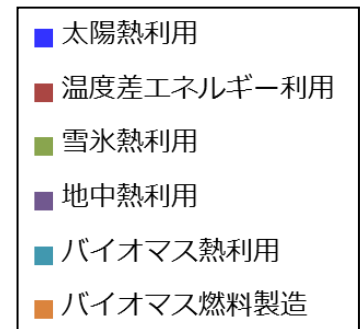 太陽熱利用
温度差エネルギー利用
雪氷熱利用
地中熱利用
バイオマス熱利用
バイオマス燃料製造